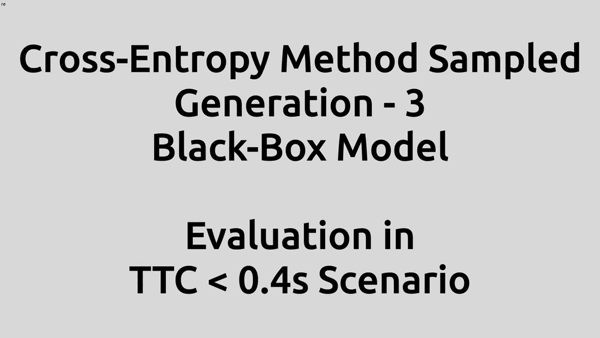 Cross-Entropy Method Sampled
Generation - 3
Black-Box Model
Evaluation in
TTC < 0.4s Scenario